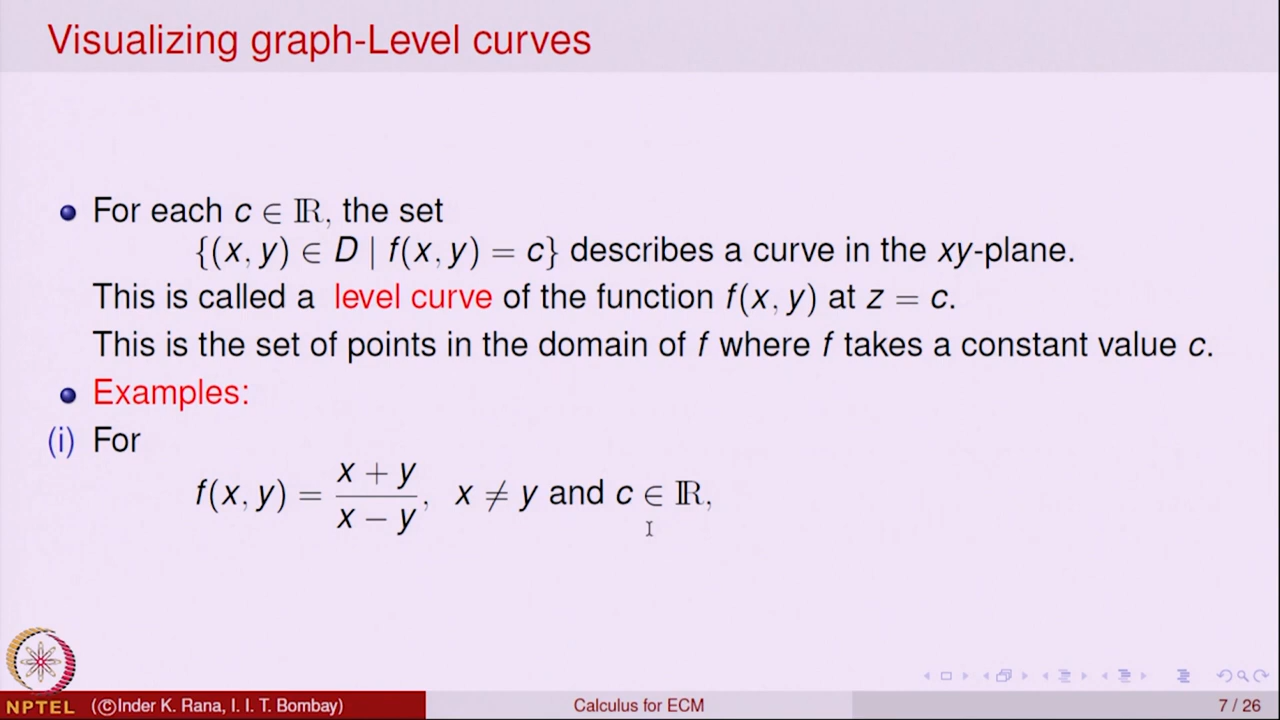 Visualizing graph-Level curves
For each c ∈ ℝ, the set
{(x, y) ∈ D | f(x, y) = c} describes a curve in the xy-plane.
This is called a level curve of the function f(x, y) at z = c.
This is the set of points in the domain of f where f takes a constant value c.
Examples:
(i) For
f(x, y) = \frac{x + y}{x − y}, x ≠ y and c ∈ ℝ,
NPTEL
(©Inder K. Rana, I. I. T. Bombay)
Calculus for ECM
7 / 26